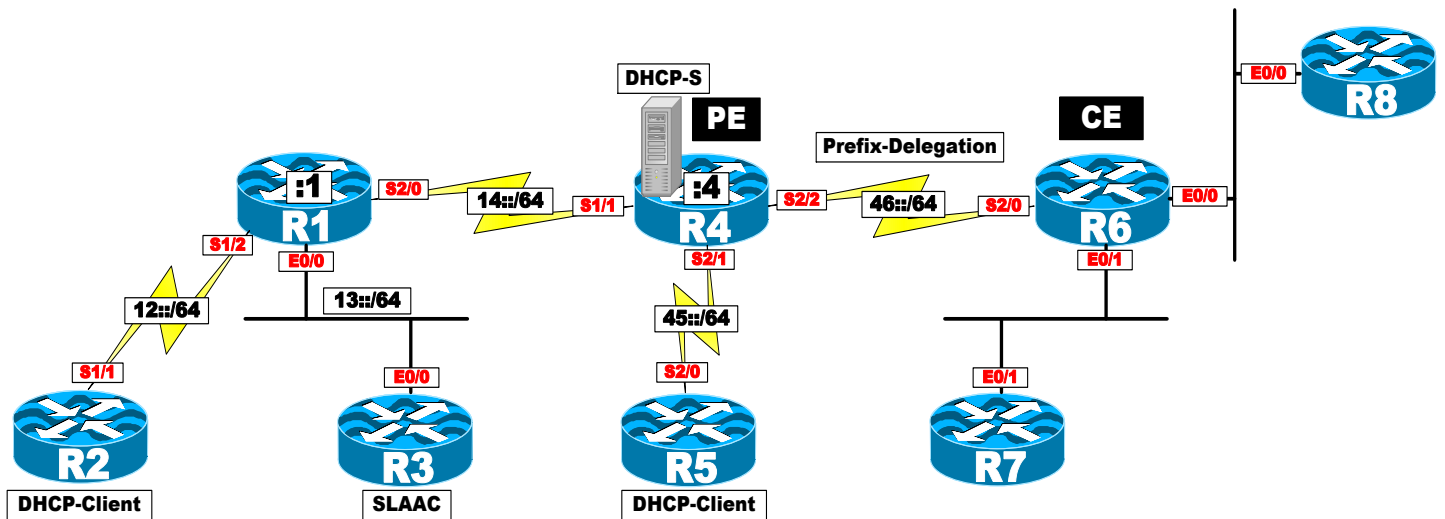 E0/0
R8
DHCP-S
PE
CE
Prefix-Delegation
:1
S2/0
14::/64
S1/1
:4
S2/2
46::/64
S2/0
E0/0
R1
R4
R6
S1/2
E0/0
S2/1
E0/1
13::/64
12::/64
45::/64
S1/1
E0/0
S2/0
E0/1
R2
R3
R5
R7
DHCP-Client
SLAAC
DHCP-Client